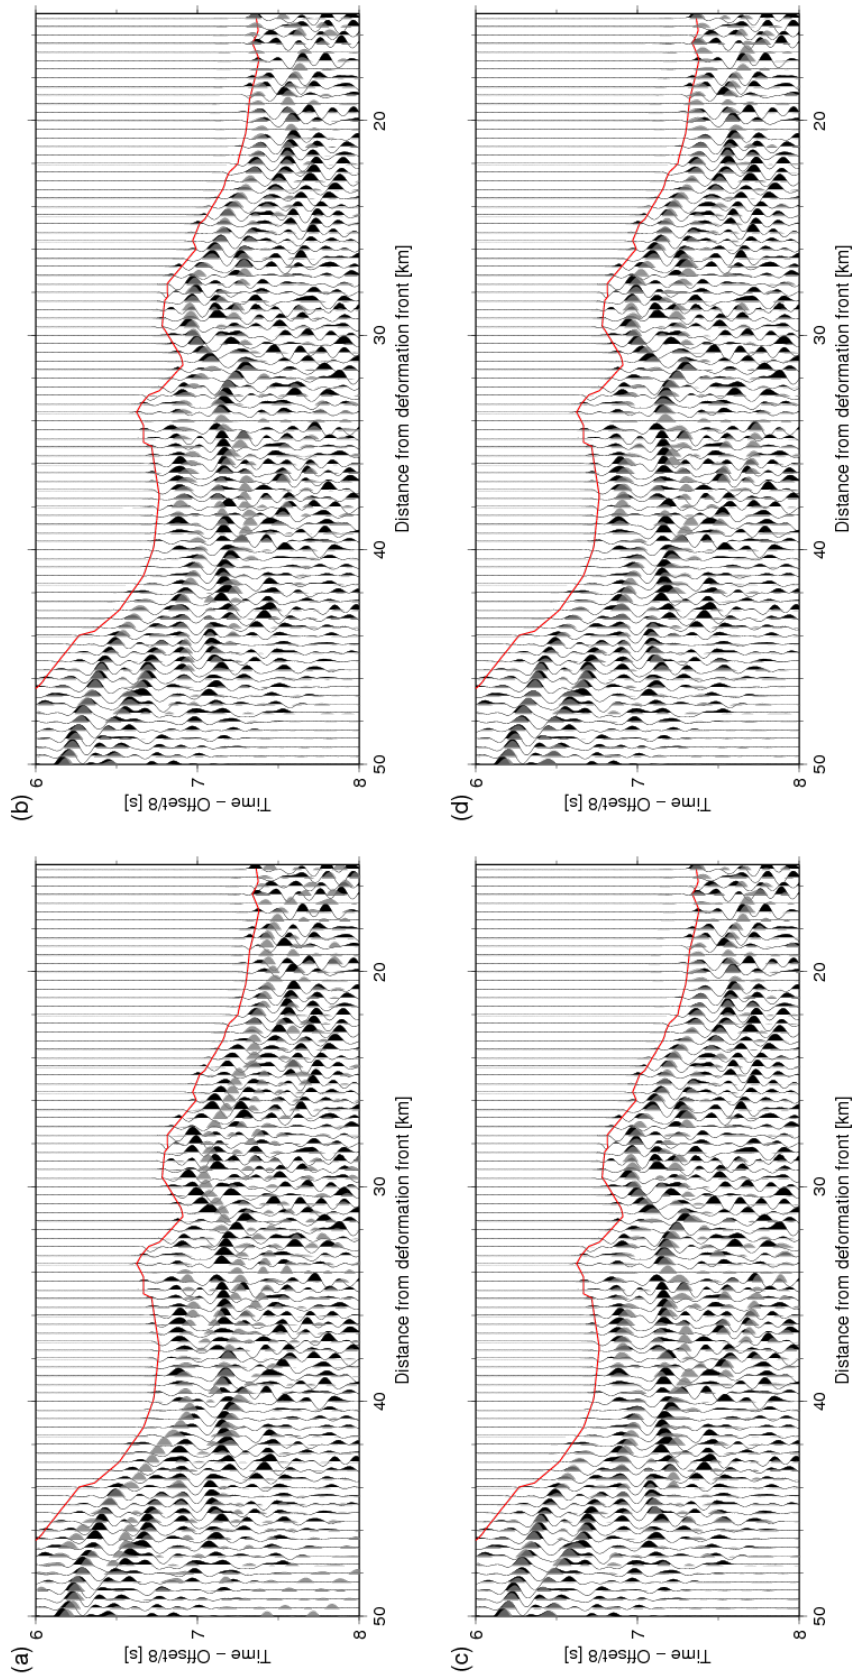 (a)
6
7
8
Time – Offset/8 [s]
50 40 30 20
Distance from deformation front [km]
(b)
6
7
8
Time – Offset/8 [s]
50 40 30 20
Distance from deformation front [km]
(c)
6
7
8
Time – Offset/8 [s]
50 40 30 20
Distance from deformation front [km]
(d)
6
7
8
Time – Offset/8 [s]
50 40 30 20
Distance from deformation front [km]